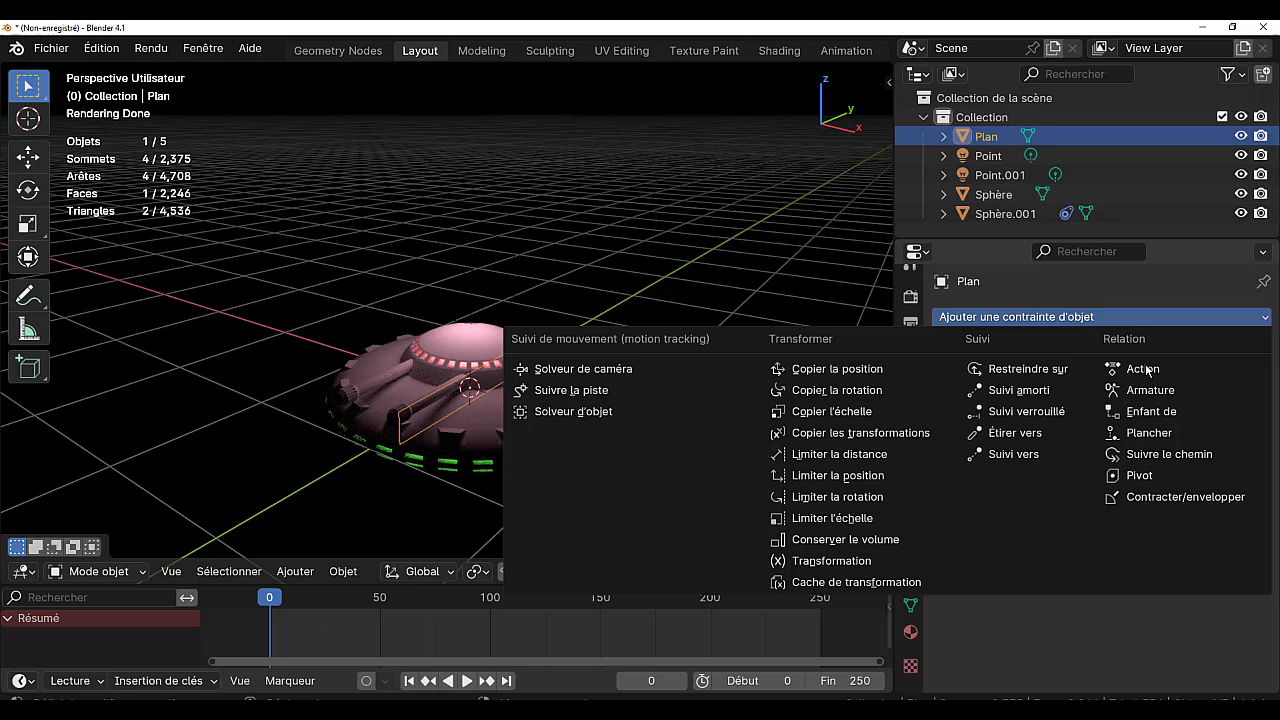 * (Non-enregistré) - Blender 4.1
Fichier Édition Rendu Fenêtre Aide
Geometry Nodes Layout Modeling Sculpting UV Editing Texture Paint Shading Animation
Scene
View Layer
Perspective Utilisateur
(0) Collection | Plan
Rendering Done
Objets 1 / 5
Sommets 4 / 2,375
Arêtes 4 / 4,708
Faces 1 / 2,246
Triangles 2 / 4,536
z
y
x
Rechercher
Collection de la scène
Collection
Plan
Point
Point.001
Sphère
Sphère.001
Rechercher
Plan
Ajouter une contrainte d'objet
Suivi de mouvement (motion tracking)
Solveur de caméra
Suivre la piste
Solveur d'objet
Transformer
Copier la position
Copier la rotation
Copier l'échelle
Copier les transformations
Limiter la distance
Limiter la position
Limiter la rotation
Limiter l'échelle
Conserver le volume
Transformation
Cache de transformation
Suivi
Restreindre sur
Suivi amorti
Suivi verrouillé
Étirer vers
Suivi vers
Relation
Action
Armature
Enfant de
Plancher
Suivre le chemin
Pivot
Contracter/envelopper
Mode objet Vue Sélectionner Ajouter Objet Global
Rechercher
0 50 100 150 200 250
Résumé
Lecture Insertion de clés Vue Marqueur
0 Début 0 Fin 250